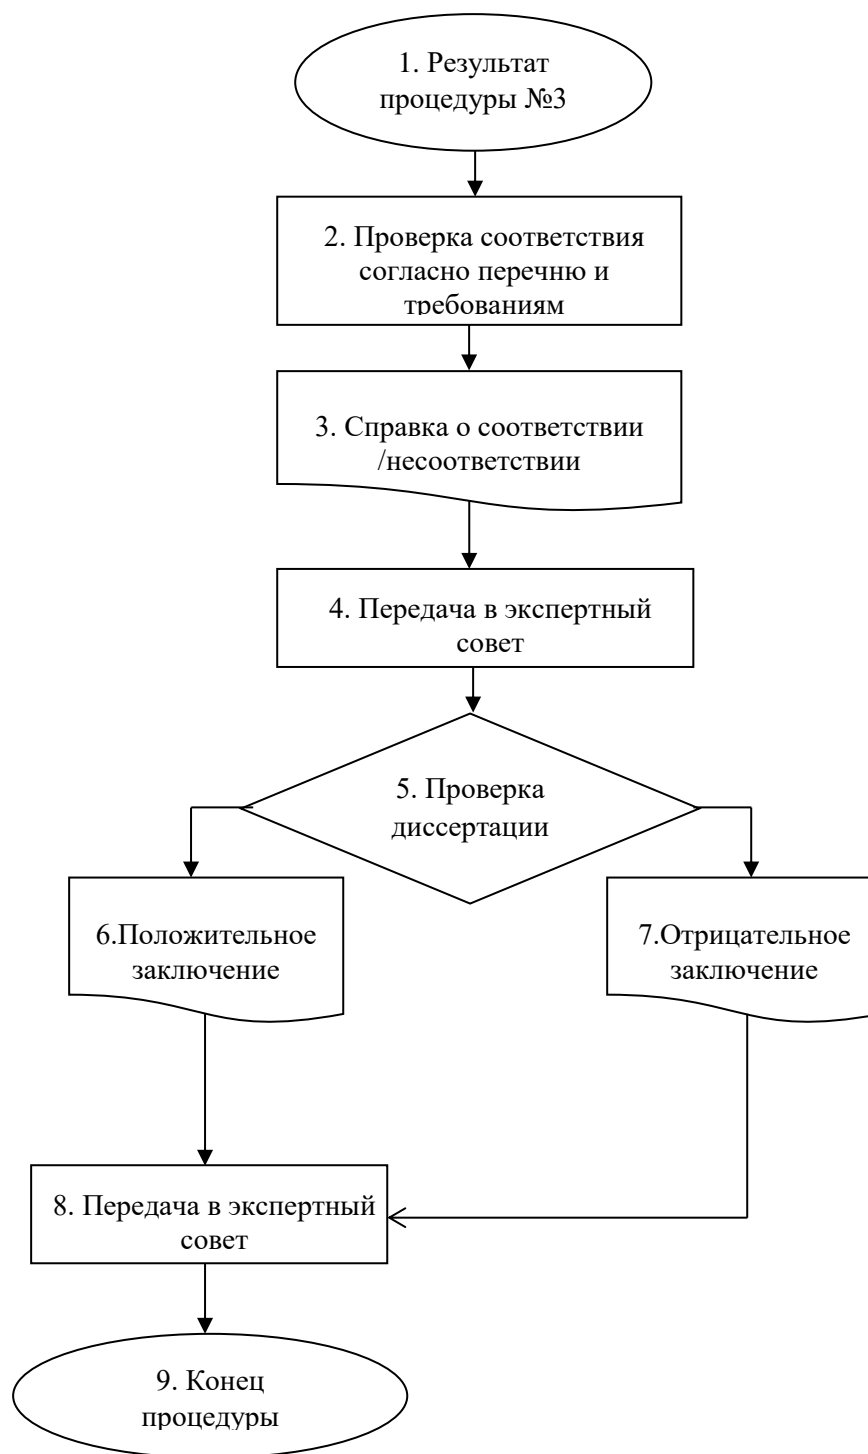 1. Результат
процедуры №3
2. Проверка соответствия
согласно перечню и
требованиям
3. Справка о соответствии
/несоответствии
4. Передача в экспертный
совет
5. Проверка
диссертации
6.Положительное
заключение
7.Отрицательное
заключение
8. Передача в экспертный
совет
9. Конец
процедуры